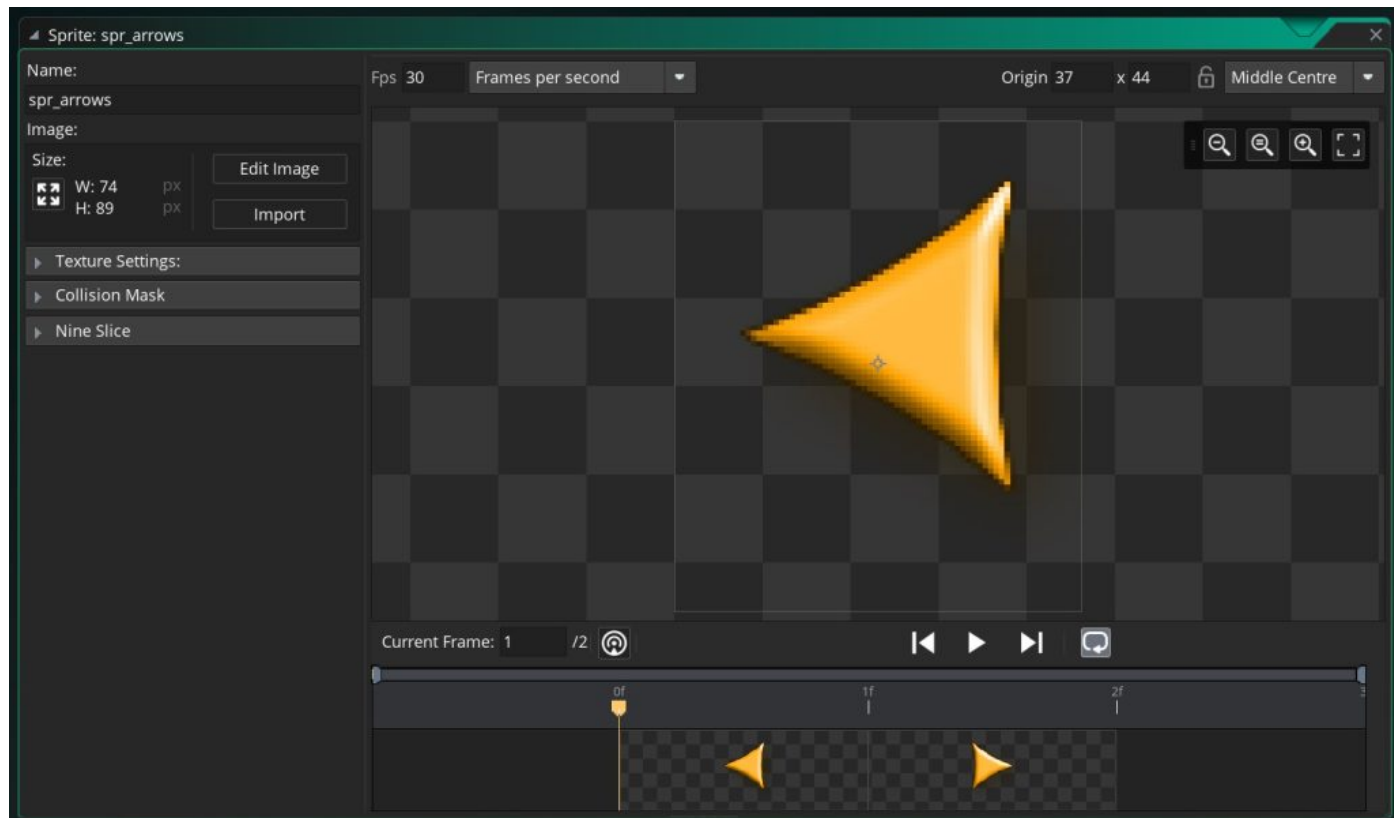 Sprite: spr_arrows
Name:
spr_arrows
Image:
Size:
W: 74 px
H: 89 px
Edit Image
Import
Texture Settings:
Collision Mask
Nine Slice
Fps 30 Frames per second Origin 37 x 44 Middle Centre
Current Frame: 1 /2
0f 1f 2f 3